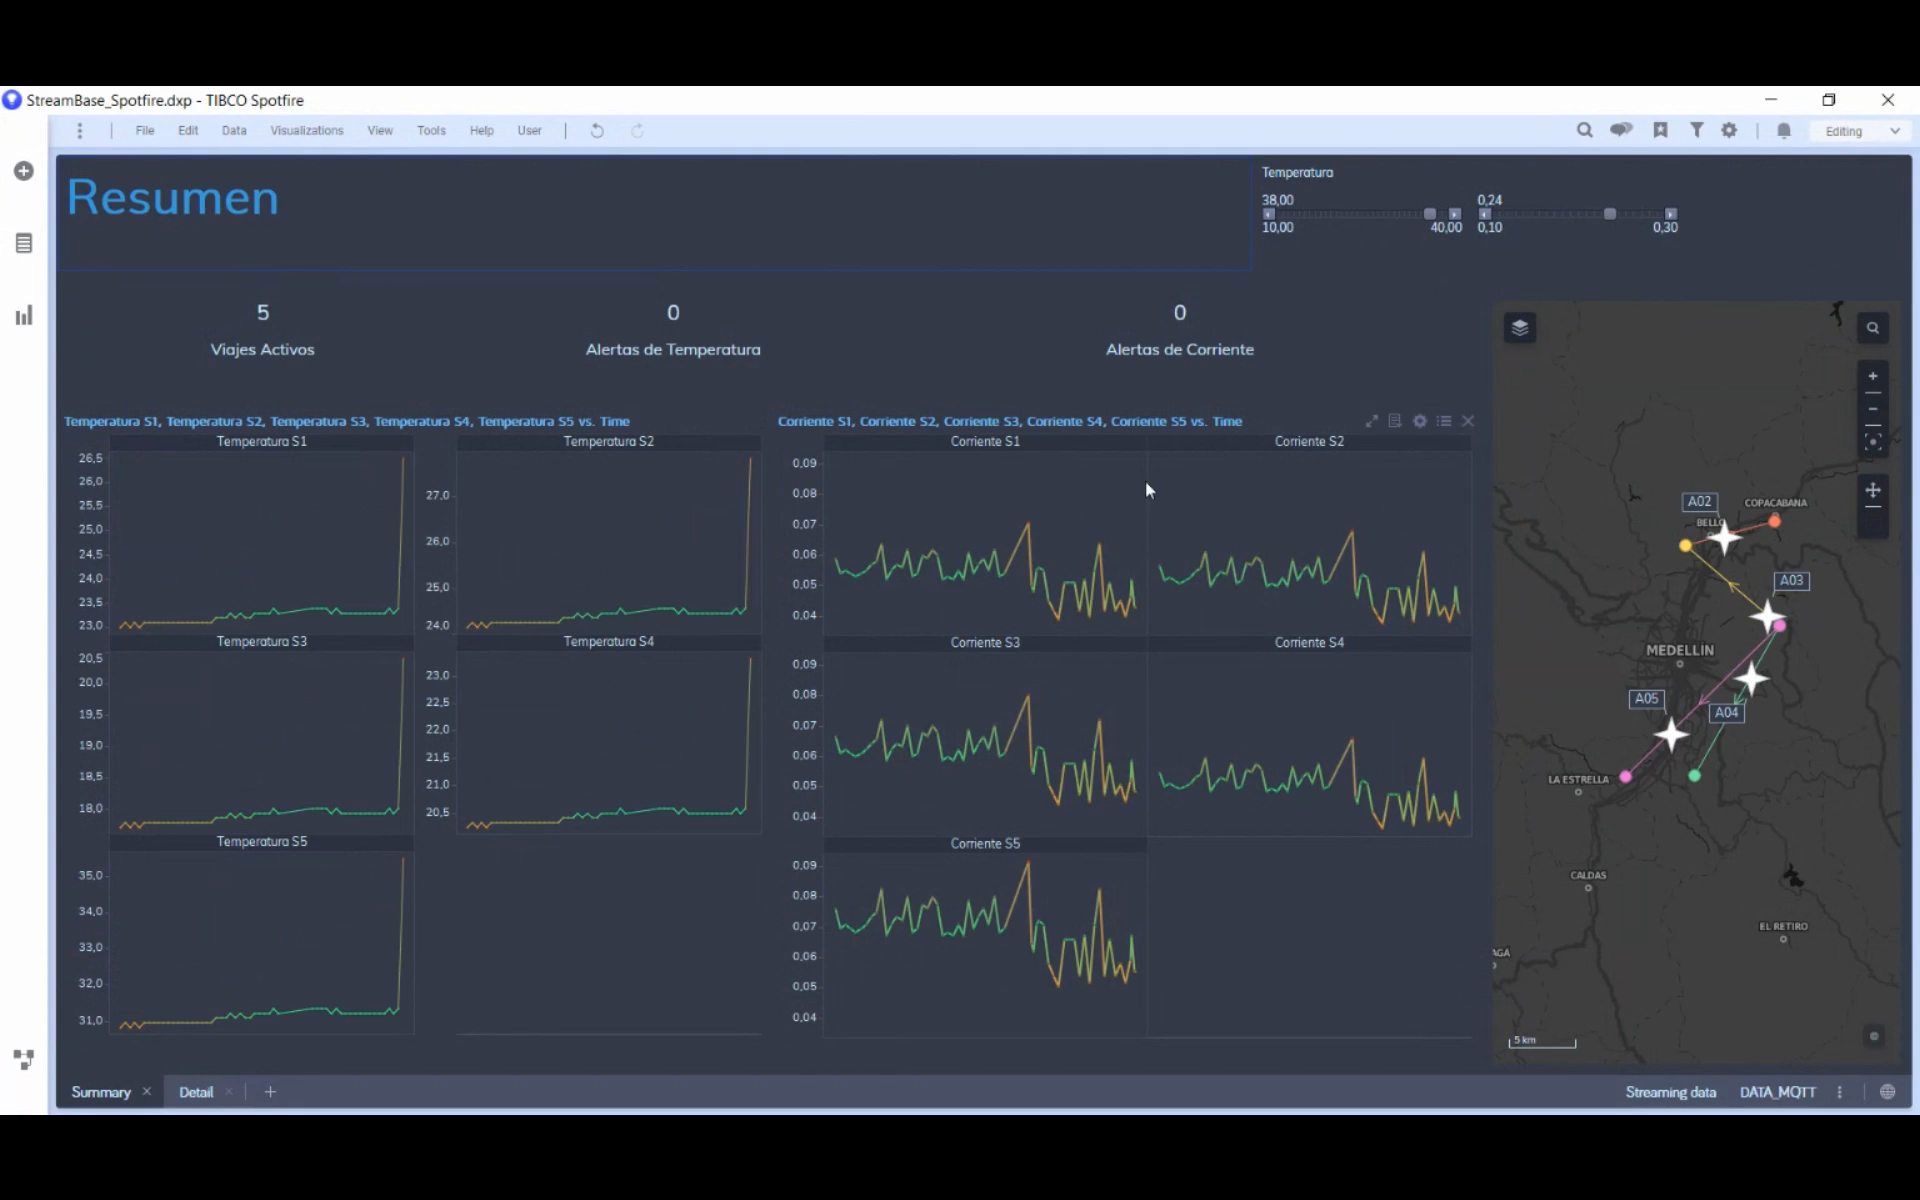 StreamBase_Spotfire.dxp - TIBCO Spotfire
File Edit Data Visualizations View Tools Help User
Editing
Resumen
Temperatura
38,00 0,24
10,00 40,00 0,10 0,30
5 0 0
Viajes Activos Alertas de Temperatura Alertas de Corriente
Temperatura S1, Temperatura S2, Temperatura S3, Temperatura S4, Temperatura S5 vs. Time
Temperatura S1
26,5
26,0
25,5
25,0
24,5
24,0
23,5
23,0
Temperatura S2
27,0
26,0
25,0
24,0
Temperatura S3
20,5
20,0
19,5
19,0
18,5
18,0
Temperatura S4
23,0
22,5
22,0
21,5
21,0
20,5
Temperatura S5
35,0
34,0
33,0
32,0
31,0
Corriente S1, Corriente S2, Corriente S3, Corriente S4, Corriente S5 vs. Time
Corriente S1 Corriente S2
0,09
0,08
0,07
0,06
0,05
0,04
Corriente S3 Corriente S4
0,09
0,08
0,07
0,06
0,05
0,04
Corriente S5
0,09
0,08
0,07
0,06
0,05
0,04
A02
COPACABANA
BELLO
A03
MEDELLÍN
A05
A04
LA ESTRELLA
CALDAS
EL RETIRO
AGÁ
5 km
Summary Detail
Streaming data DATA_MQTT